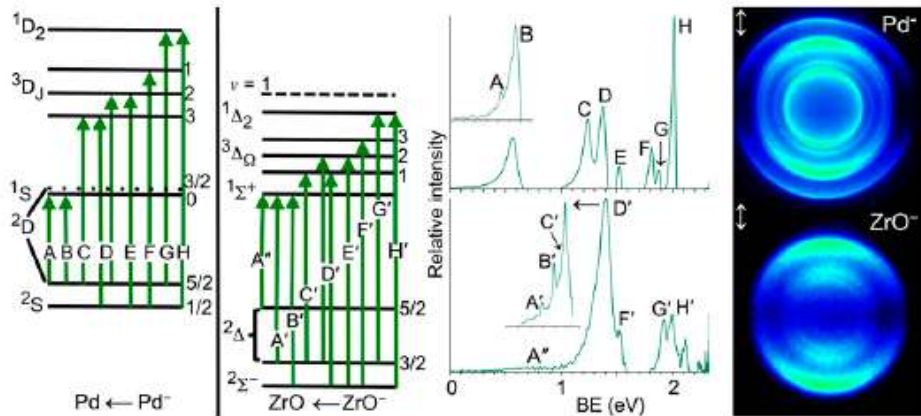 ¹D₂
³D_J
1
2
3
¹S
3/2
0
²D
A B C D E F G H
5/2
²S
1/2
Pd ← Pd⁻
v = 1
¹Δ₂
³Δ_Ω
3
2
1
¹Σ⁺
A″
A′
B′
C′
D′
E′
F′
G′
H′
5/2
²Δ
3/2
²Σ⁻
ZrO ← ZrO⁻
Relative intensity
A
B
C
D
E
F
G
H
A′
B′
C′
D′
A″
F′
G′
H′
0
1
2
BE (eV)
Pd⁻
ZrO⁻